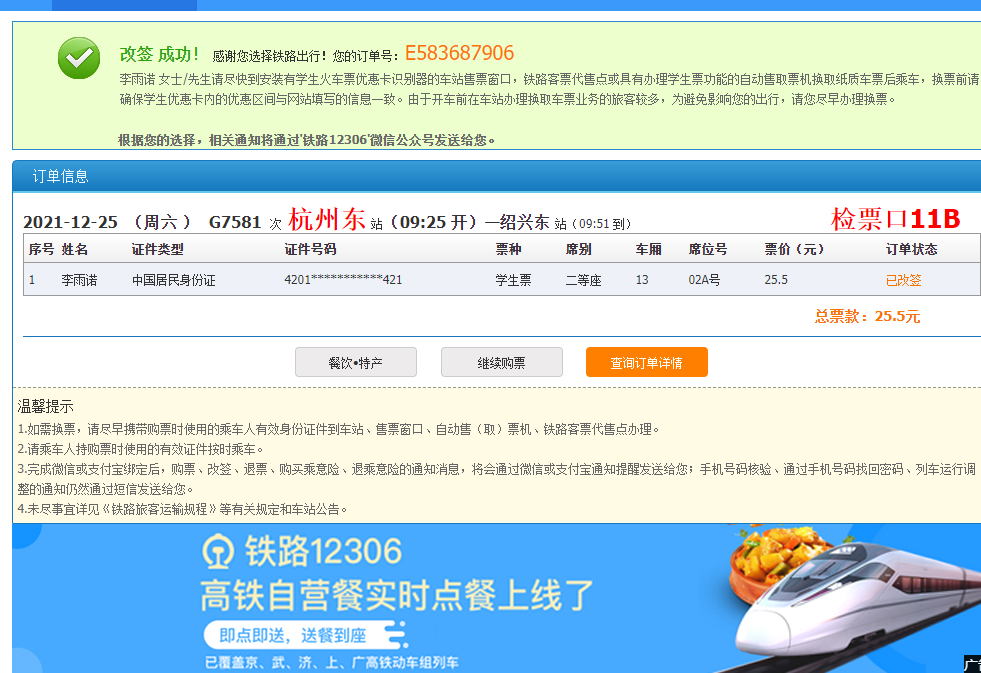 改签 成功！ 感谢您选择铁路出行！您的订单号：E583687906
李雨诺 女士/先生请尽快到安装有学生火车票优惠卡识别器的车站售票窗口，铁路客票代售点或具有办理学生票功能的自动售取票机换取纸质车票后乘车，换票前请
确保学生优惠卡内的优惠区间与网站填写的信息一致。由于开车前在车站办理换取车票业务的旅客较多，为避免影响您的出行，请您尽早办理换票。
根据您的选择，相关通知将通过'铁路12306'微信公众号发送给您。
订单信息
2021-12-25 （周六 ） G7581 次 杭州东 站（09:25 开）—绍兴东 站（09:51 到） 检票口11B
序号 姓名 证件类型 证件号码 票种 席别 车厢 席位号 票价（元） 订单状态
1 李雨诺 中国居民身份证 4201***********421 学生票 二等座 13 02A号 25.5 已改签
总票款：25.5元
餐饮•特产 继续购票 查询订单详情
温馨提示
1.如需换票，请尽早携带购票时使用的乘车人有效身份证件到车站、售票窗口、自动售（取）票机、铁路客票代售点办理。
2.请乘车人持购票时使用的有效证件按时乘车。
3.完成微信或支付宝绑定后，购票、改签、退票、购买乘意险、退乘意险的通知消息，将会通过微信或支付宝通知提醒发送给您；手机号码核验、通过手机号码找回密码、列车运行调
整的通知仍然通过短信发送给您。
4.未尽事宜详见《铁路旅客运输规程》等有关规定和车站公告。
铁路12306
高铁自营餐实时点餐上线了
即点即送，送餐到座
已覆盖京、武、济、上、广高铁动车组列车
广告